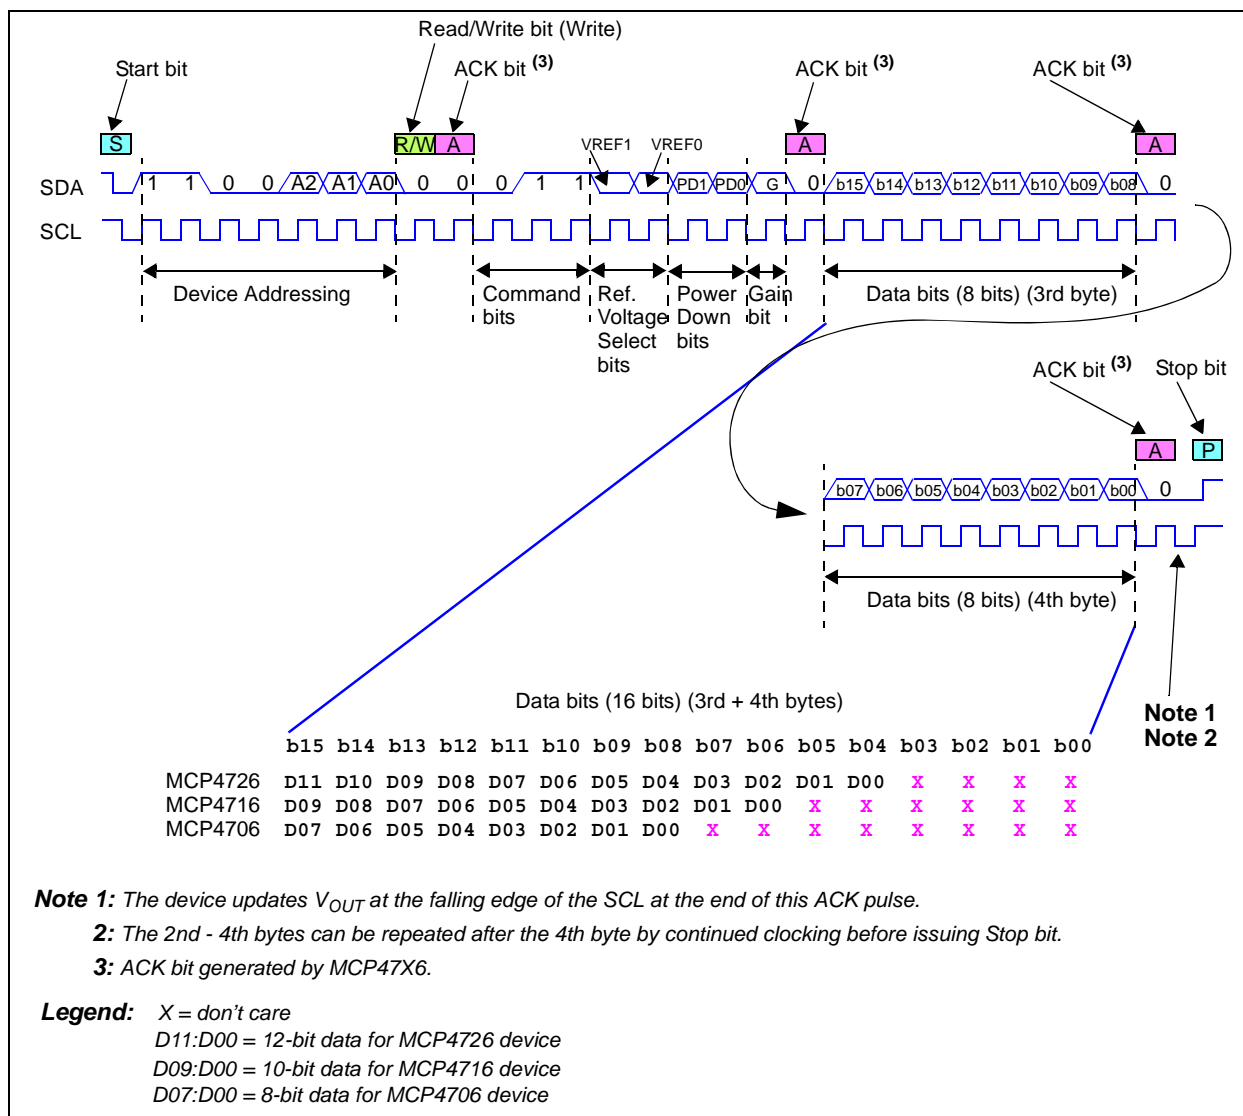 Read/Write bit (Write)
Start bit
ACK bit (3)
ACK bit (3)
ACK bit (3)
S
R/W A
A
A
VREF1 VREF0
SDA
1 1 0 0 A2 A1 A0 0 0 0 1 1 PD1 PD0 G 0 b15 b14 b13 b12 b11 b10 b09 b08 0
SCL
Device Addressing
Command bits
Ref. Voltage Select bits
Power Down bits
Gain bit
Data bits (8 bits) (3rd byte)
ACK bit (3)
Stop bit
A
P
b07 b06 b05 b04 b03 b02 b01 b00 0
Data bits (8 bits) (4th byte)
Note 1
Note 2
Data bits (16 bits) (3rd + 4th bytes)
b15 b14 b13 b12 b11 b10 b09 b08 b07 b06 b05 b04 b03 b02 b01 b00
MCP4726 D11 D10 D09 D08 D07 D06 D05 D04 D03 D02 D01 D00 X X X X
MCP4716 D09 D08 D07 D06 D05 D04 D03 D02 D01 D00 X X X X X X
MCP4706 D07 D06 D05 D04 D03 D02 D01 D00 X X X X X X X X
Note 1: The device updates VOUT at the falling edge of the SCL at the end of this ACK pulse.
2: The 2nd - 4th bytes can be repeated after the 4th byte by continued clocking before issuing Stop bit.
3: ACK bit generated by MCP47X6.
Legend: X = don't care
D11:D00 = 12-bit data for MCP4726 device
D09:D00 = 10-bit data for MCP4716 device
D07:D00 = 8-bit data for MCP4706 device